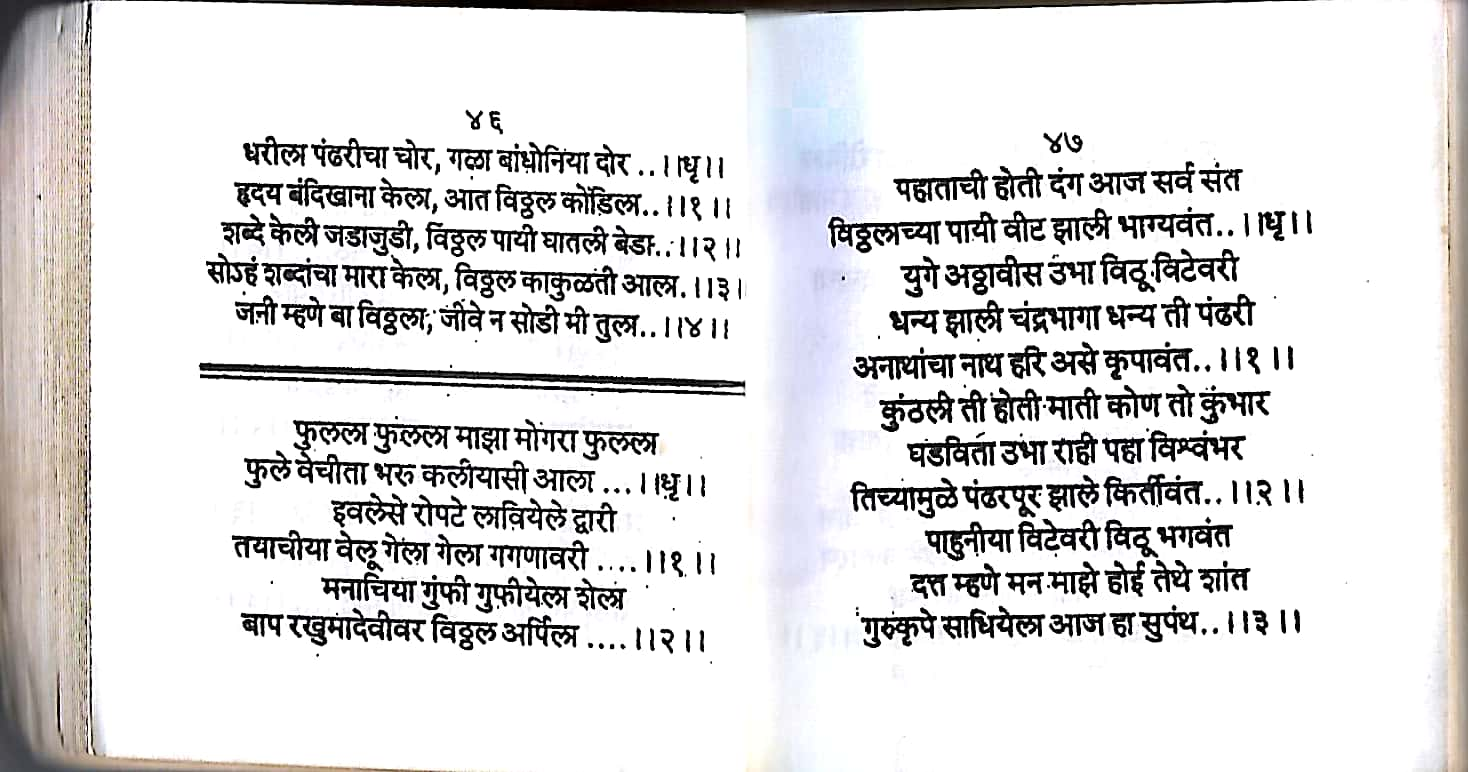 ४६
धरीला पंढरीचा चोर, गळा बांधोनिया दोर ..।।धृ।।
हृदय बंदिखाना केला, आत विठ्ठल कोंडिला..।।१।।
शब्दे केली जडाजुडी, विठ्ठल पायी घातली बेडी..।।२।।
सोऽहं शब्दांचा मारा केला, विठ्ठल काकुळती आला.।।३।
जनी म्हणे बा विठ्ठला, जीवे न सोडी मी तुला..।।४।।
फुलला फुलला माझा मोगरा फुलला
फुले वेचीता भरु कलीयासी आला ...।।धृ।।
इवलेसे रोपटे लावियेले द्वारी
तयाचीया वेलू गेला गेला गगणावरी ....।।१।।
मनाचिया गुंफी गुफीयेला शेला
बाप रखुमादेवीवर विठ्ठल अर्पिला ....।।२।।
४७
पहाताची होती दंग आज सर्व संत
विठ्ठलाच्या पायी वीट झाली भाग्यवंत..।।धृ।।
युगे अठ्ठावीस उभा विठू विटेवरी
धन्य झाली चंद्रभागा धन्य ती पंढरी
अनाथांचा नाथ हरि असे कृपावंत..।।१।।
कुंठली ती होती माती कोण तो कुंभार
घडविता उभा राही पहा विश्वंभर
तिच्यामुळे पंढरपूर झाले किर्तीवंत..।।२।।
पाहुनीया विटेवरी विठू भगवंत
दत्त म्हणे मन माझे होई तेथे शांत
गुरुकृपे साधियेला आज हा सुपंथ..।।३।।